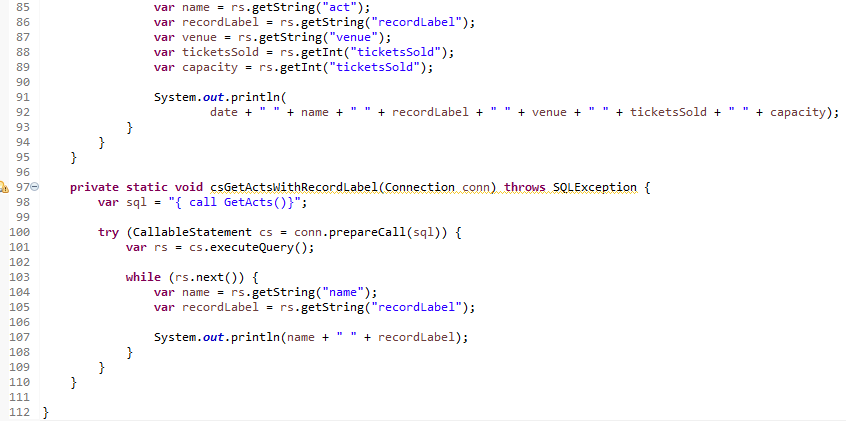 85                 var name = rs.getString("act");
86                 var recordLabel = rs.getString("recordLabel");
87                 var venue = rs.getString("venue");
88                 var ticketsSold = rs.getInt("ticketsSold");
89                 var capacity = rs.getInt("ticketsSold");
90
91                 System.out.println(
92                         date + " " + name + " " + recordLabel + " " + venue + " " + ticketsSold + " " + capacity);
93             }
94         }
95     }
96
97     private static void csGetActsWithRecordLabel(Connection conn) throws SQLException {
98         var sql = "{ call GetActs()}";
99
100         try (CallableStatement cs = conn.prepareCall(sql)) {
101             var rs = cs.executeQuery();
102
103             while (rs.next()) {
104                 var name = rs.getString("name");
105                 var recordLabel = rs.getString("recordLabel");
106
107                 System.out.println(name + " " + recordLabel);
108             }
109         }
110     }
111
112 }